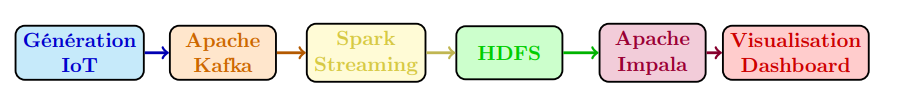 Génération
IoT
Apache
Kafka
Spark
Streaming
HDFS
Apache
Impala
Visualisation
Dashboard